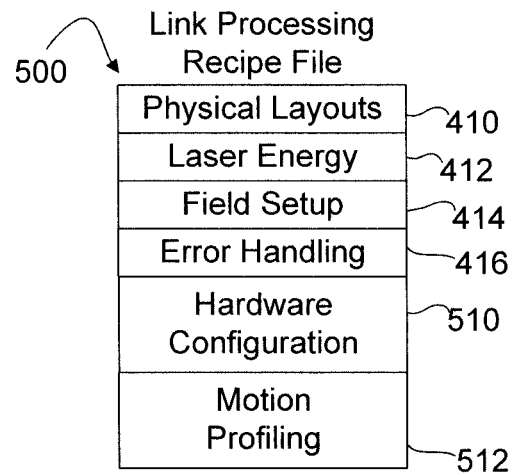 Link Processing
Recipe File
500
Physical Layouts
410
Laser Energy
412
Field Setup
414
Error Handling
416
Hardware
Configuration
510
Motion
Profiling
512